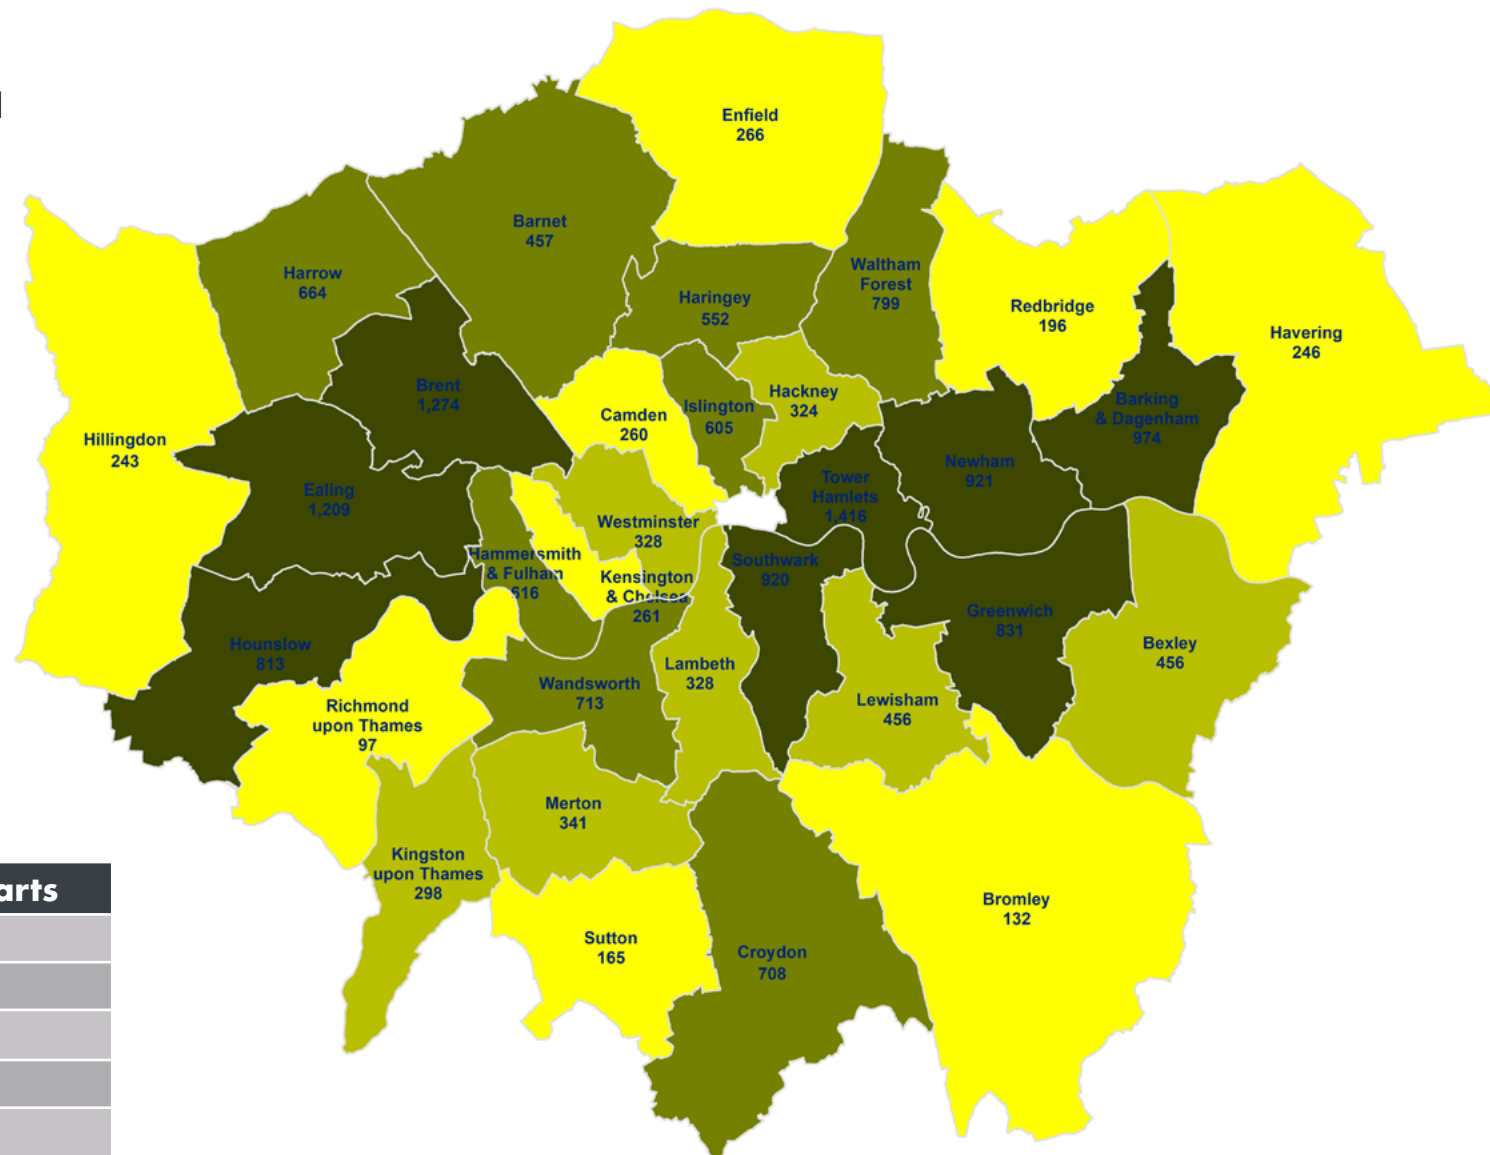 Enfield
266
Barnet
457
Harrow
664
Waltham
Forest
799
Haringey
552
Redbridge
196
Havering
246
Brent
1,274
Hackney
324
Islington
605
Camden
260
Barking
& Dagenham
974
Hillingdon
243
Newham
921
Tower
Hamlets
1,416
Ealing
1,209
Westminster
328
Hammersmith
& Fulham
616
Southwark
920
Kensington
& Chelsea
261
Greenwich
831
Hounslow
813
Bexley
456
Lambeth
328
Wandsworth
713
Lewisham
456
Richmond
upon Thames
97
Merton
341
Kingston
upon Thames
298
arts
Bromley
132
Sutton
165
Croydon
708